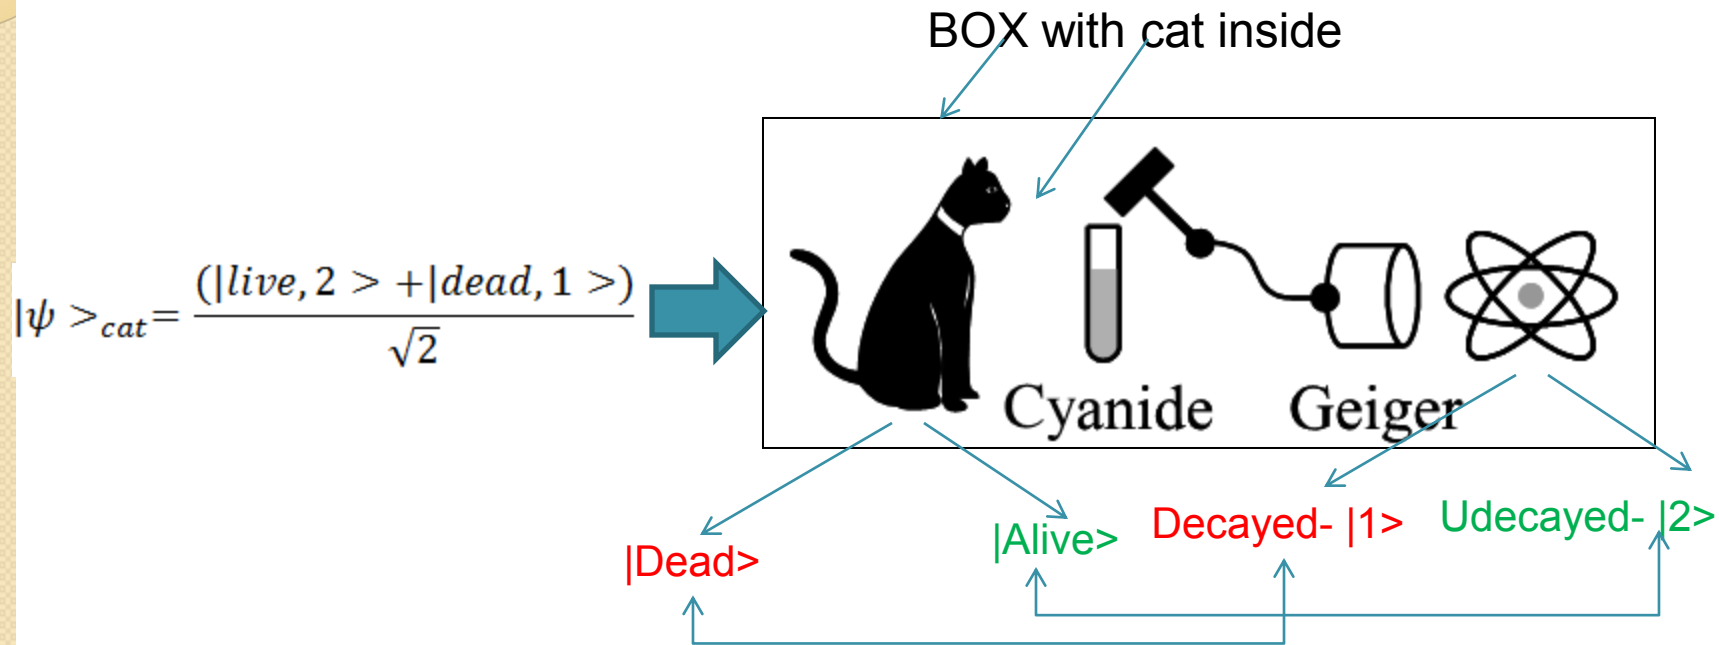 BOX with cat inside
|ψ >cat= (|live, 2 > +|dead, 1 >)
√2
Cyanide Geiger
|Dead> |Alive> Decayed- |1> Udecayed- |2>